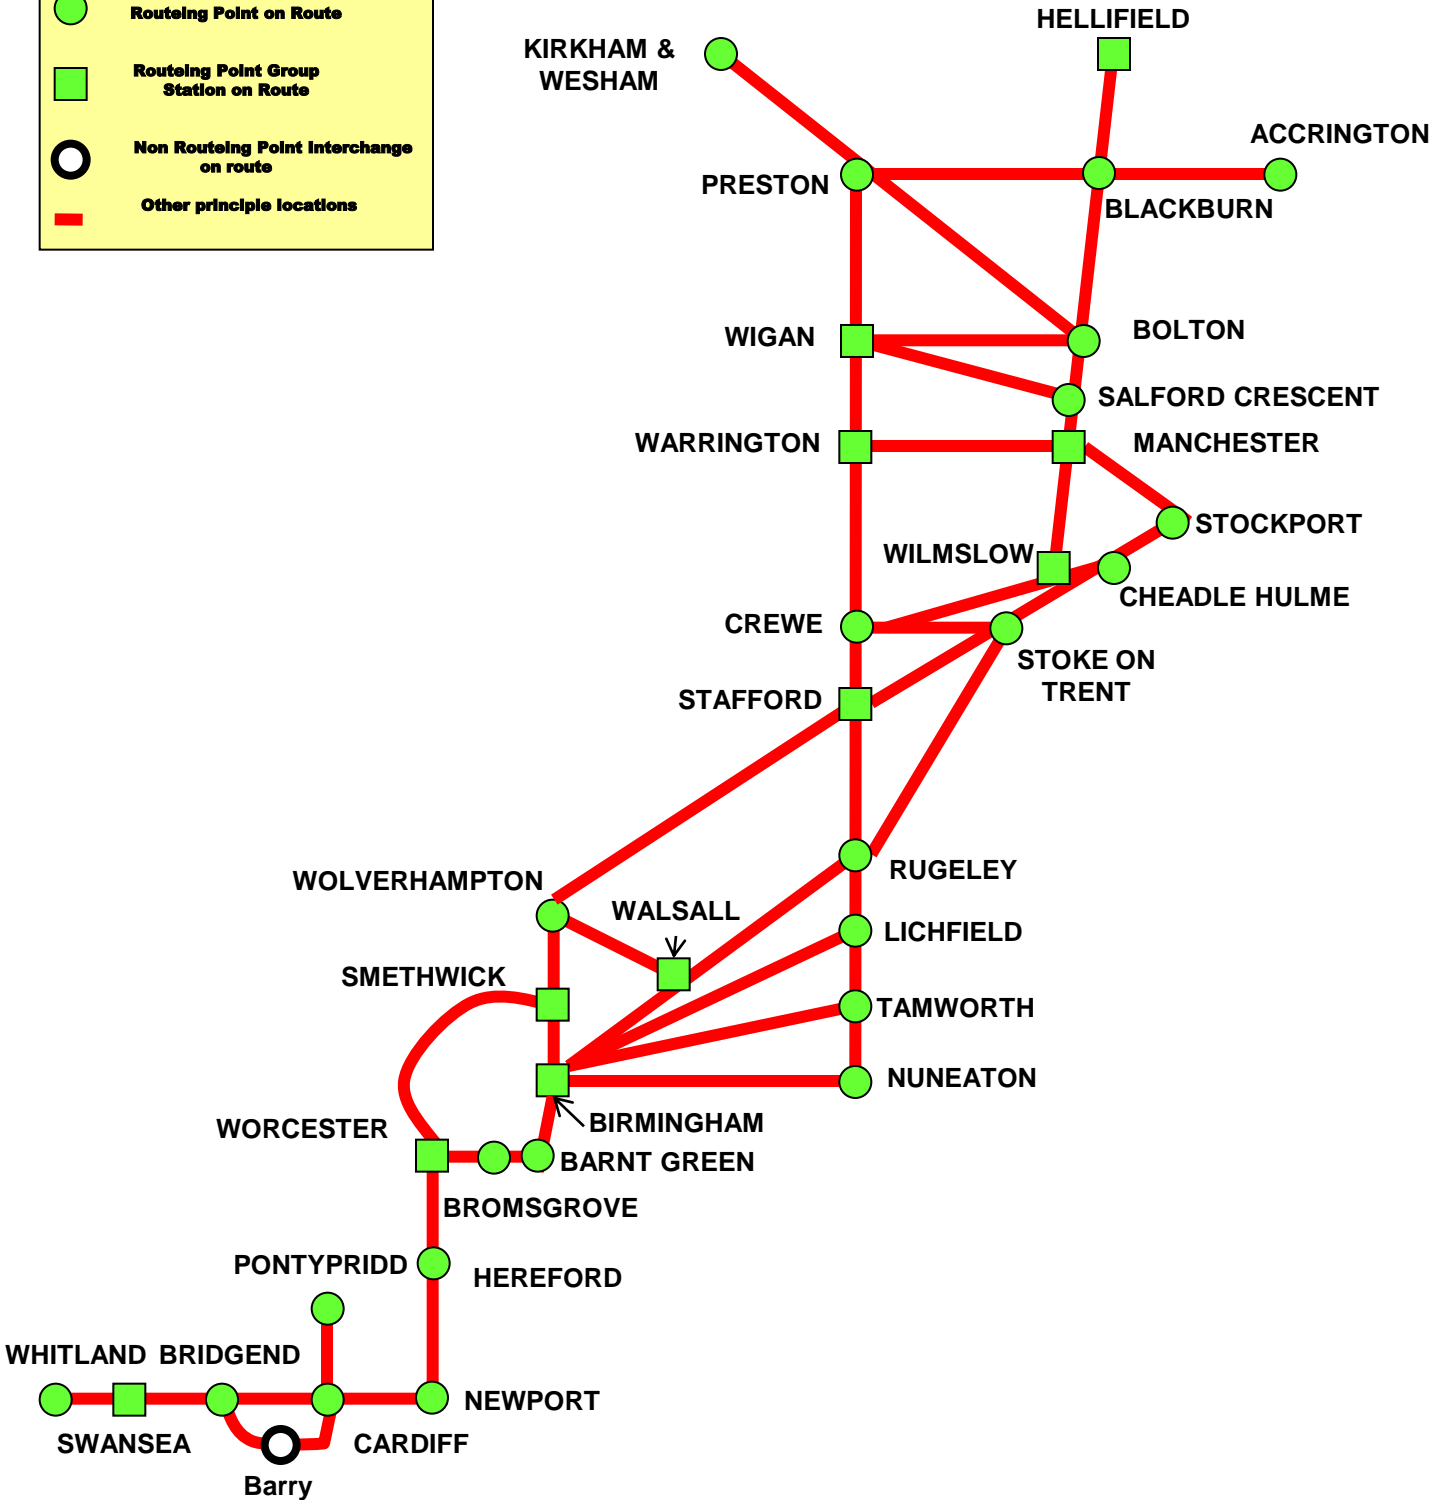 Routeing Point on Route
Routeing Point Group
Station on Route
Non Routeing Point Interchange
on route
Other principle locations
HELLIFIELD
KIRKHAM &
WESHAM
ACCRINGTON
PRESTON
BLACKBURN
WIGAN
BOLTON
SALFORD CRESCENT
WARRINGTON
MANCHESTER
STOCKPORT
WILMSLOW
CHEADLE HULME
CREWE
STOKE ON
TRENT
STAFFORD
RUGELEY
WOLVERHAMPTON
WALSALL
LICHFIELD
SMETHWICK
TAMWORTH
NUNEATON
BIRMINGHAM
WORCESTER
BARNT GREEN
BROMSGROVE
PONTYPRIDD
HEREFORD
WHITLAND
BRIDGEND
NEWPORT
SWANSEA
CARDIFF
Barry